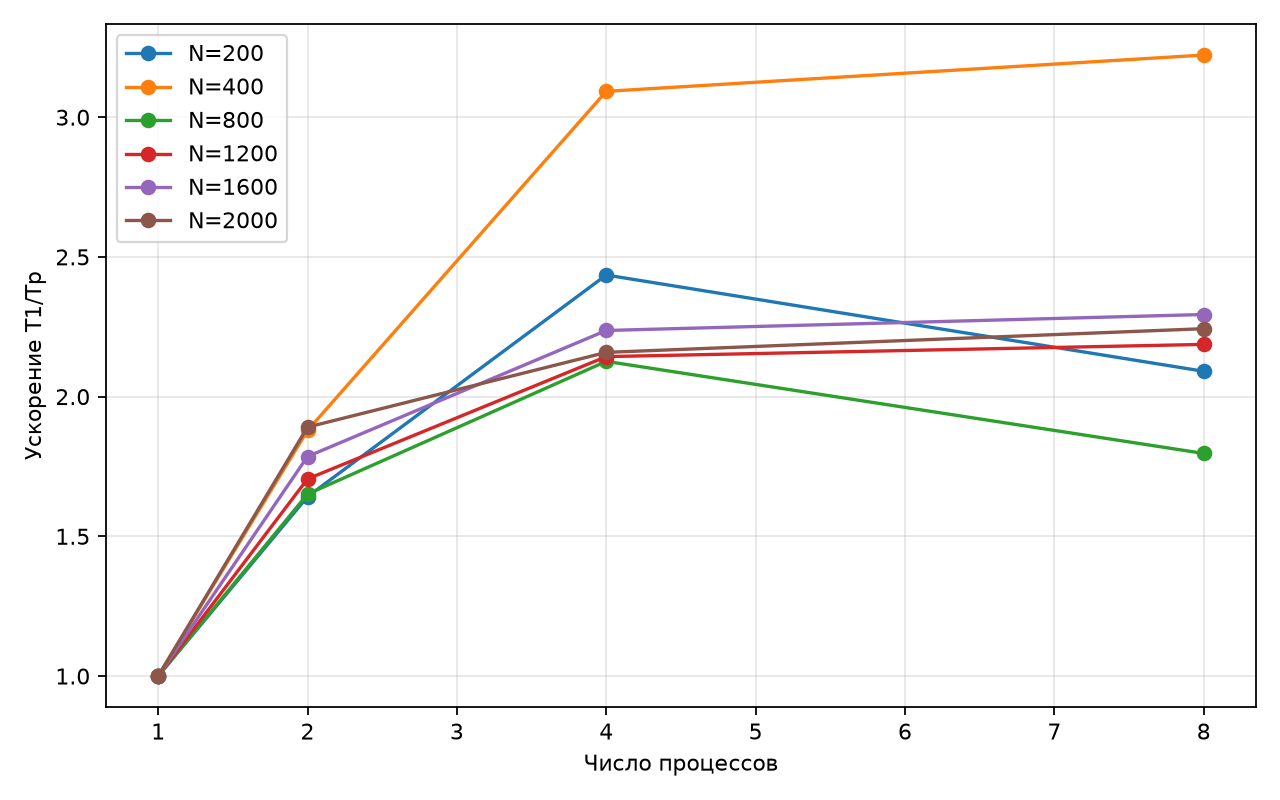 N=200
N=400
N=800
N=1200
N=1600
N=2000
3.0
2.5
2.0
1.5
1.0
Ускорение T1/Tp
1 2 3 4 5 6 7 8
Число процессов